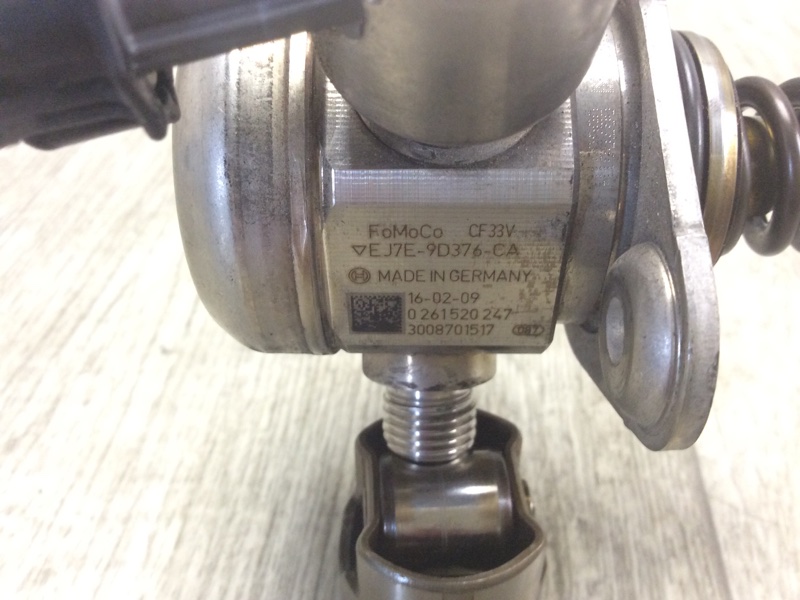 FoMoCo CF33V
EJ7E-9D376-CA
MADE IN GERMANY
16-02-09
0 261 520 247
3008701517